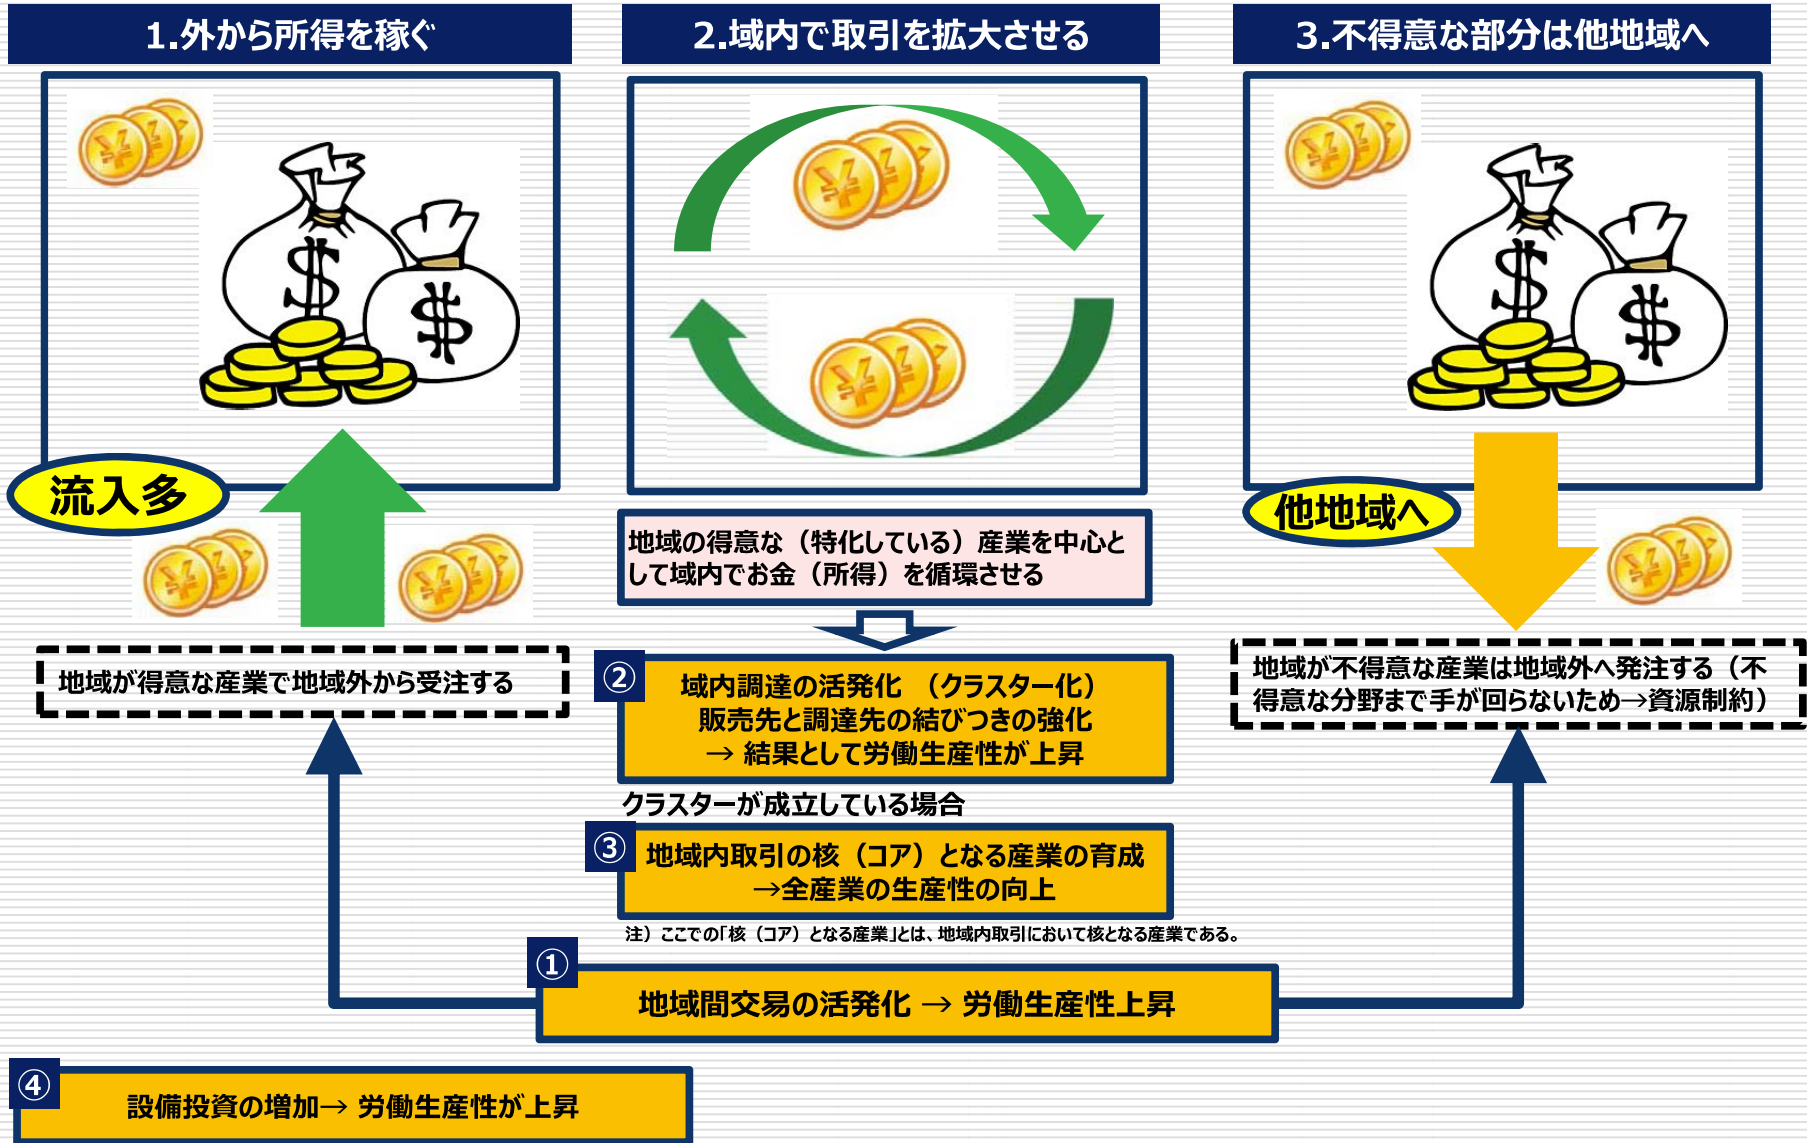 1.外から所得を稼ぐ
2.域内で取引を拡大させる
3.不得意な部分は他地域へ
流入多
他地域へ
地域の得意な（特化している）産業を中心と
して域内でお金（所得）を循環させる
地域が得意な産業で地域外から受注する
②
域内調達の活発化 （クラスター化）
販売先と調達先の結びつきの強化
→ 結果として労働生産性が上昇
地域が不得意な産業は地域外へ発注する（不
得意な分野まで手が回らないため→資源制約）
クラスターが成立している場合
③
地域内取引の核（コア）となる産業の育成
→全産業の生産性の向上
注）ここでの「核（コア）となる産業」とは、地域内取引において核となる産業である。
①
地域間交易の活発化 → 労働生産性上昇
④
設備投資の増加→ 労働生産性が上昇